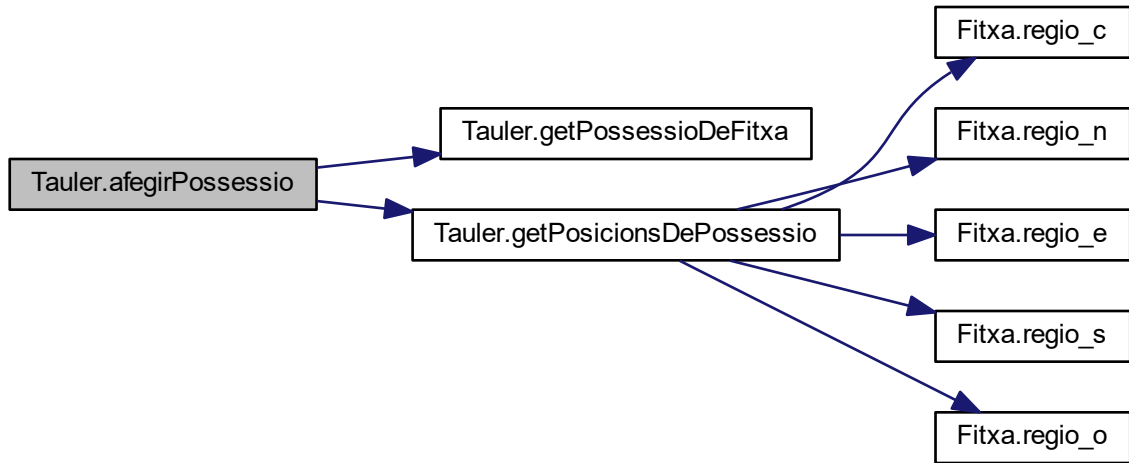 Tauler.afegirPossessio
Tauler.getPossessioDeFitxa
Tauler.getPosicionsDePossessio
Fitxa.regio_c
Fitxa.regio_n
Fitxa.regio_e
Fitxa.regio_s
Fitxa.regio_o